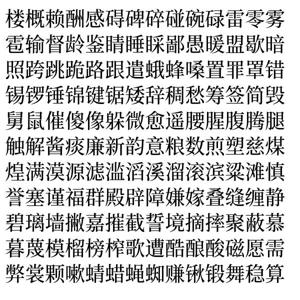 楼概赖酬感碍碑碎碰碗碌雷零雾
雹输督龄鉴睛睡睬鄙愚暖盟歇暗
照跨跳跪路跟遣蛾蜂嗓置罪罩错
锡锣锤锦键锯矮辞稠愁筹签简毁
舅鼠催傻像躲微愈遥腰腥腹腾腿
触解酱痰廉新韵意粮数煎塑慈煤
煌满漠源滤滥滔溪溜滚滨粱滩慎
誉塞谨福群殿辟障嫌嫁叠缝缠静
碧璃墙撇嘉摧截誓境摘摔聚蔽慕
暮蔑模榴榜榨歌遭酷酿酸磁愿需
弊裳颗嗽蜻蜡蝇蜘赚锹锻舞稳算